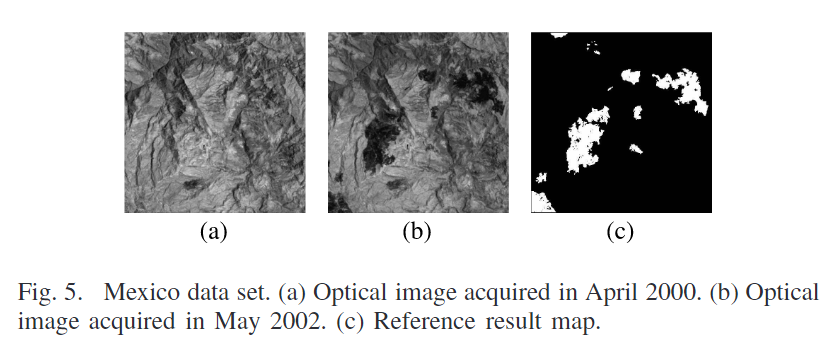 (a) (b) (c)
Fig. 5. Mexico data set. (a) Optical image acquired in April 2000. (b) Optical
image acquired in May 2002. (c) Reference result map.